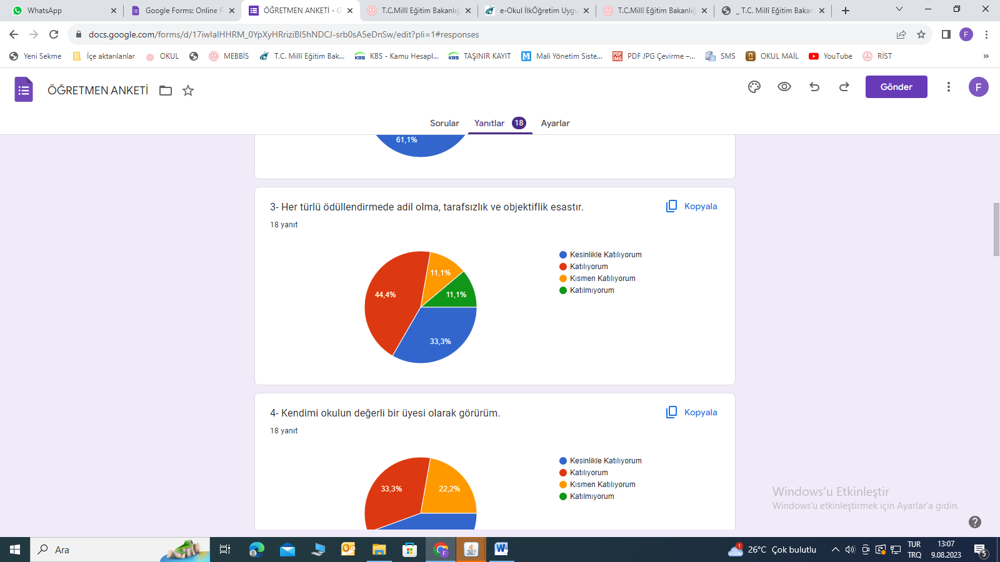 WhatsApp
Google Forms: Online F
ÖĞRETMEN ANKETİ - G
T.C.Millî Eğitim Bakanlığ
e-Okul İlkÖğretim Uygu
T.C.Millî Eğitim Bakanlığ
_ T.C. Millî Eğitim Bakan
docs.google.com/forms/d/17iwlalHHRM_0YpXyHRriziBI5hNDCJ-srb0sA5eDnSw/edit?pli=1#responses
F
Yeni Sekme
İçe aktarılanlar
OKUL
MEBBİS
T.C. Millî Eğitim Bak...
KBS - Kamu Hesapl...
TAŞINIR KAYIT
Mali Yönetim Siste...
PDF JPG Çevirme –...
SMS
OKUL MAİL
YouTube
RİST
ÖĞRETMEN ANKETİ
Gönder
F
Sorular
Yanıtlar 18
Ayarlar
61,1%
3- Her türlü ödüllendirmede adil olma, tarafsızlık ve objektiflik esastır.
Kopyala
18 yanıt
Kesinlikle Katılıyorum
Katılıyorum
Kısmen Katılıyorum
Katılmıyorum
11,1%
44,4%
11,1%
33,3%
4- Kendimi okulun değerli bir üyesi olarak görürüm.
Kopyala
18 yanıt
Kesinlikle Katılıyorum
Katılıyorum
Kısmen Katılıyorum
Katılmıyorum
33,3%
22,2%
Windows'u Etkinleştir
Windows'u etkinleştirmek için Ayarlar'a gidin.
Ara
1
26°C Çok bulutlu
TUR
TRQ
13:07
9.08.2023
5